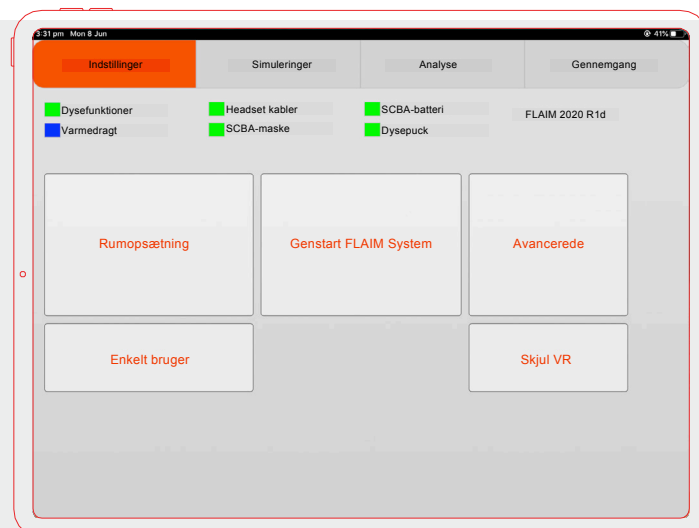 3:31 pm Mon 8 Jun 41%
Indstillinger Simuleringer Analyse Gennemgang
Dysefunktioner Headset kabler SCBA-batteri FLAIM 2020 R1d
Varmedragt SCBA-maske Dysepuck
Rumopsætning Genstart FLAIM System Avancerede
Enkelt bruger Skjul VR